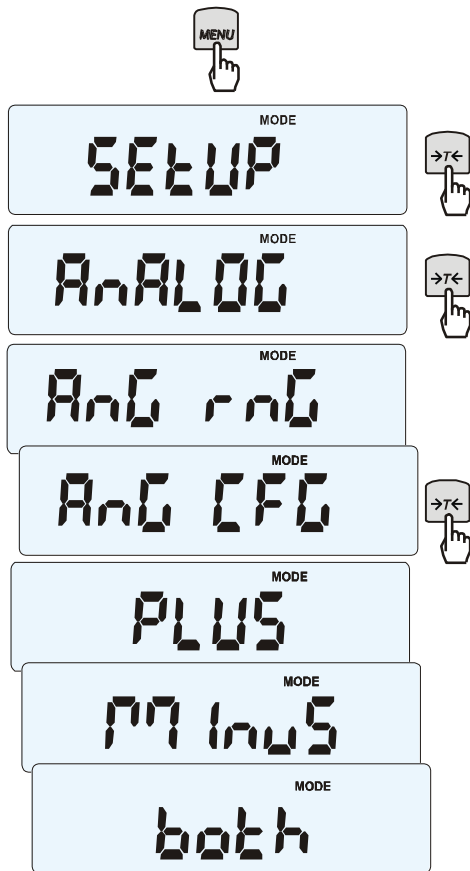 MENU
MODE
SEtUP
→T←
MODE
AnALOG
→T←
MODE
AnG rnG
MODE
AnG CFG
→T←
MODE
PLUS
MODE
MInuS
MODE
both